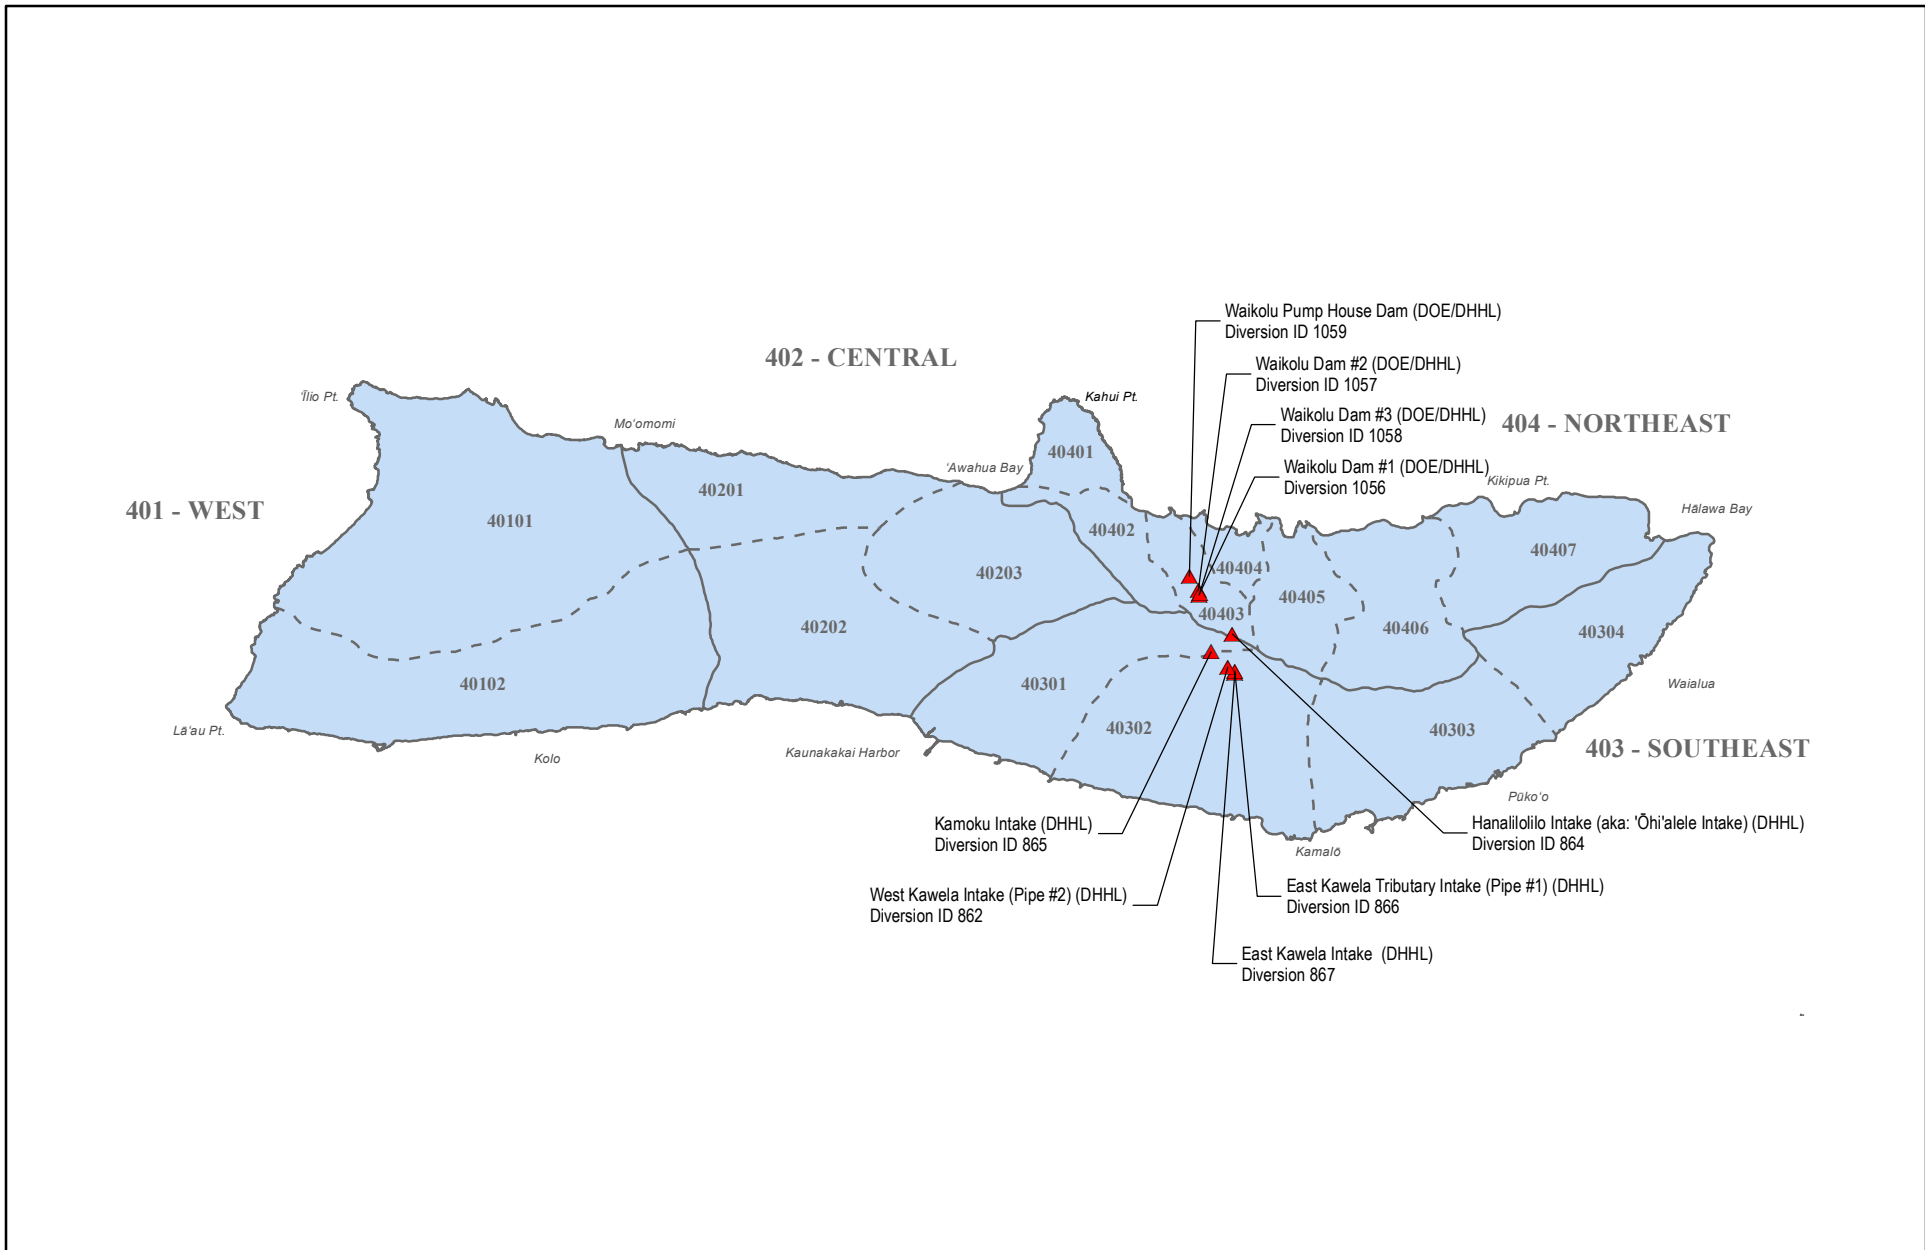 Waikolu Pump House Dam (DOE/DHHL)
Diversion ID 1059
402 - CENTRAL
Waikolu Dam #2 (DOE/DHHL)
Diversion ID 1057
ʻĪlio Pt.
Kahui Pt.
Waikolu Dam #3 (DOE/DHHL)
Diversion ID 1058
404 - NORTHEAST
Moʻomomi
40401
ʻAwahua Bay
Waikolu Dam #1 (DOE/DHHL)
Diversion 1056
Kikipua Pt.
40201
401 - WEST
40101
Hālawa Bay
40402
40407
40203
40404
40405
40403
40202
40406
40304
40102
40301
Waialua
Lāʻau Pt.
40302
40303
Kaunakakai Harbor
Kolo
403 - SOUTHEAST
Pūkoʻo
Kamoku Intake (DHHL)
Diversion ID 865
Hanalilolilo Intake (aka: 'Ōhi'alele Intake) (DHHL)
Diversion ID 864
Kamalō
West Kawela Intake (Pipe #2) (DHHL)
Diversion ID 862
East Kawela Tributary Intake (Pipe #1) (DHHL)
Diversion ID 866
East Kawela Intake (DHHL)
Diversion 867